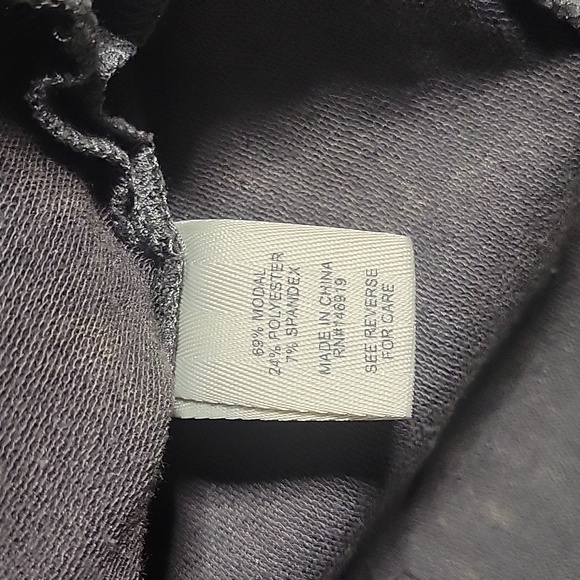 69% MODAL
24% POLYESTER
7% SPANDEX
MADE IN CHINA
RN#146919
SEE REVERSE
FOR CARE